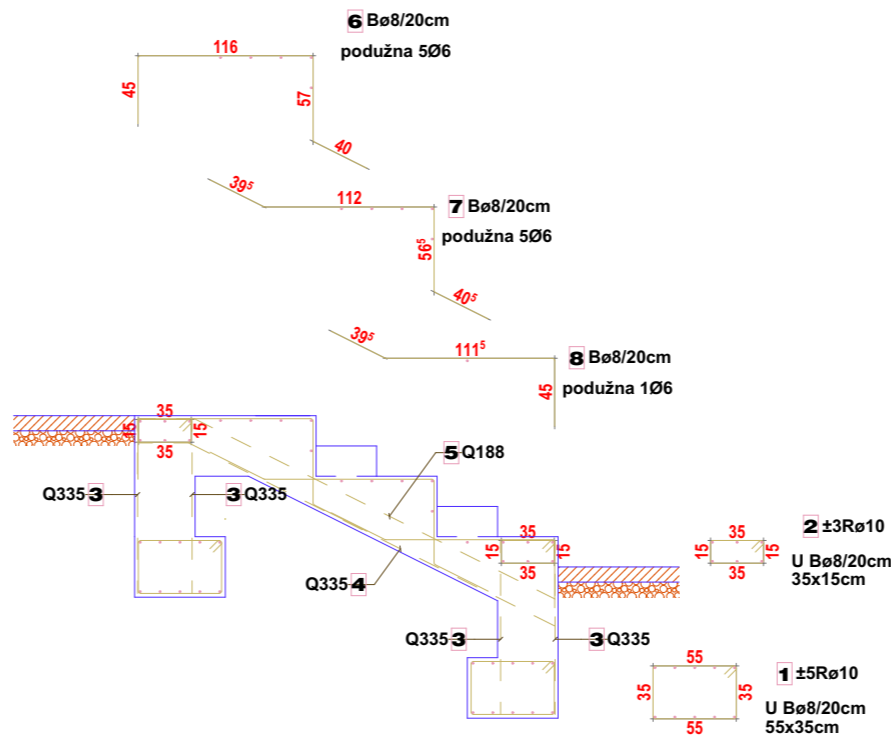 6 Bø8/20cm
podužna 5Ø6
116
45
57
40
39⁵
112
7 Bø8/20cm
podužna 5Ø6
56⁵
40⁵
39⁵
111⁵
8 Bø8/20cm
podužna 1Ø6
45
35
15
15
35
5 Q188
Q335 3
3 Q335
35
15
15
35
Q335 4
2 ±3Rø10
35
15
15
35
U Bø8/20cm
35x15cm
Q335 3
3 Q335
1 ±5Rø10
55
35
35
55
U Bø8/20cm
55x35cm